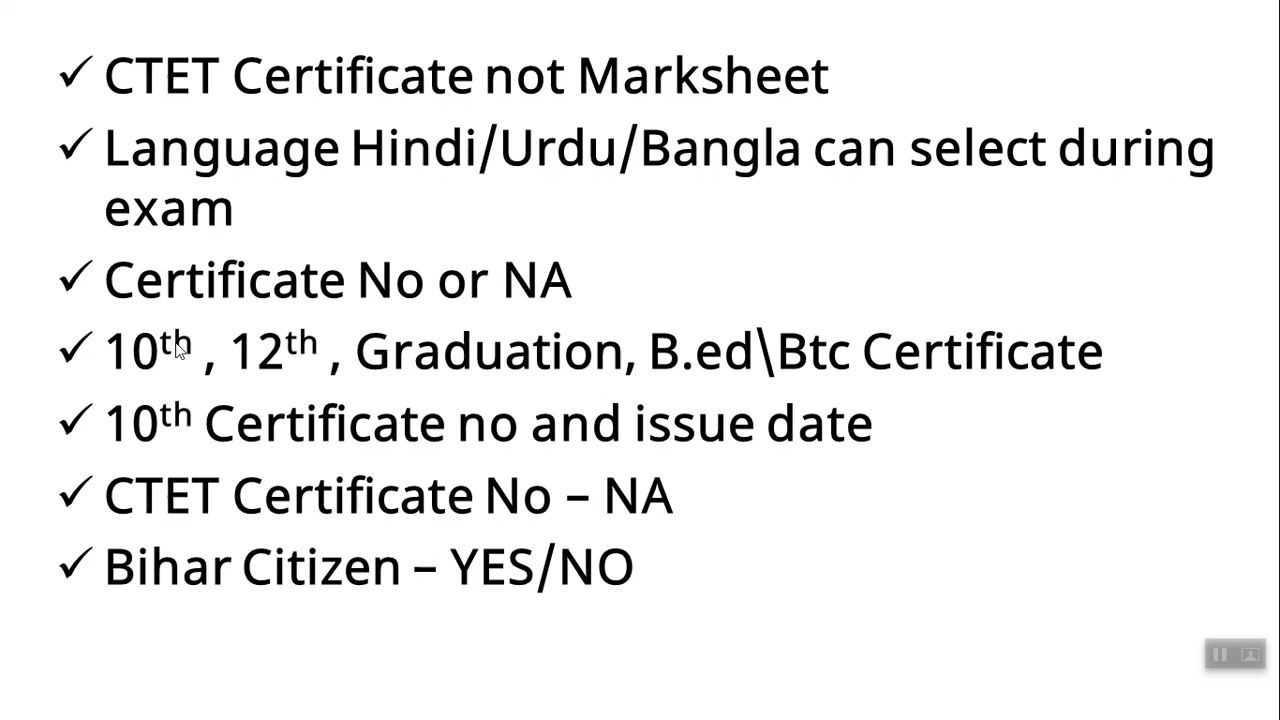 ✓ CTET Certificate not Marksheet
✓ Language Hindi/Urdu/Bangla can select during
exam
✓ Certificate No or NA
✓ 10th , 12th , Graduation, B.ed\Btc Certificate
✓ 10th Certificate no and issue date
✓ CTET Certificate No – NA
✓ Bihar Citizen – YES/NO